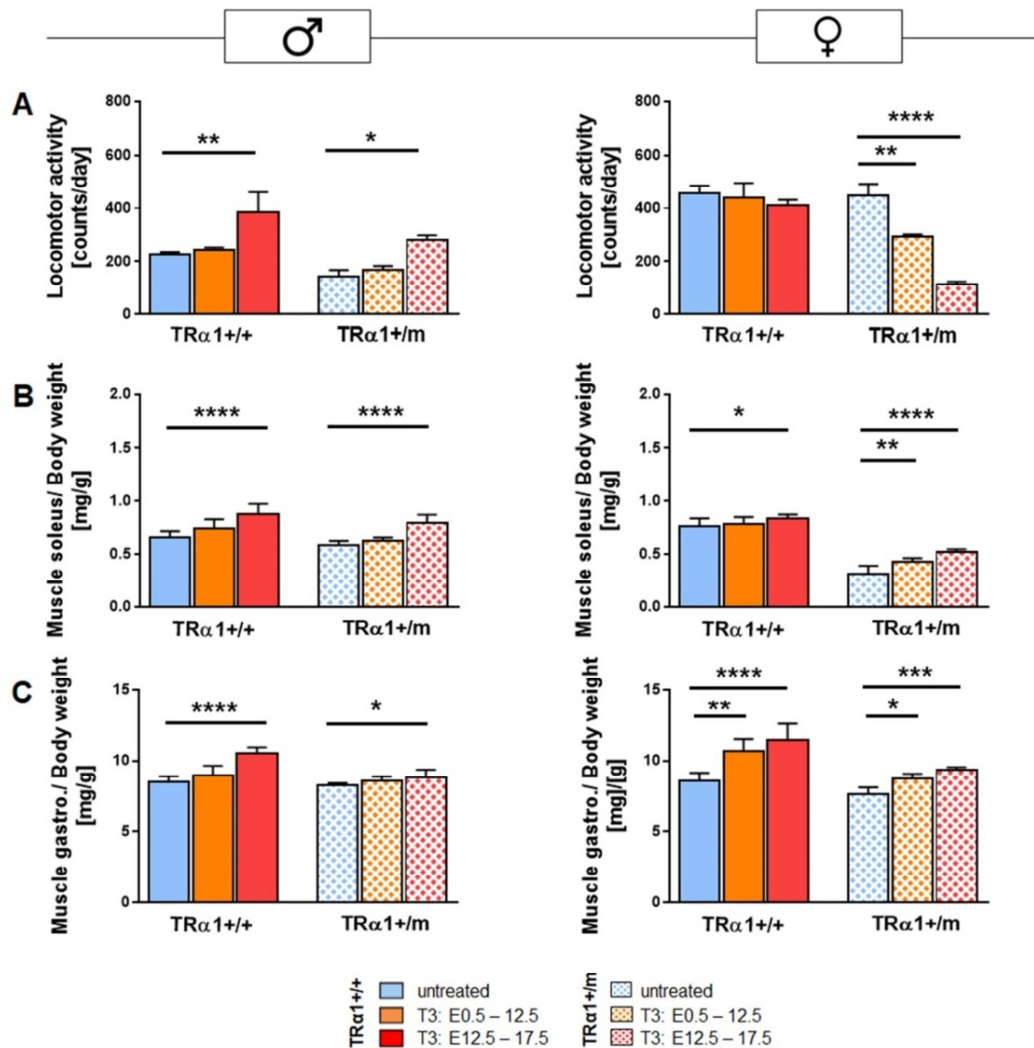 ♂ ♀
A
Locomotor activity
[counts/day]
800
600
400
200
0
** *
TRα1+/+ TRα1+/m
Locomotor activity
[counts/day]
800
600
400
200
0
****
**
TRα1+/+ TRα1+/m
B
Muscle soleus/ Body weight
[mg/g]
2.0
1.5
1.0
0.5
0.0
**** ****
TRα1+/+ TRα1+/m
Muscle soleus/ Body weight
[mg/g]
2.0
1.5
1.0
0.5
0.0
* ****
**
TRα1+/+ TRα1+/m
C
Muscle gastro./ Body weight
[mg/g]
15
10
5
0
**** *
TRα1+/+ TRα1+/m
Muscle gastro./ Body weight
[mg]/[g]
15
10
5
0
**** ***
** *
TRα1+/+ TRα1+/m
TRα1+/+
untreated
T3: E0.5 – 12.5
T3: E12.5 – 17.5
TRα1+/m
untreated
T3: E0.5 – 12.5
T3: E12.5 – 17.5